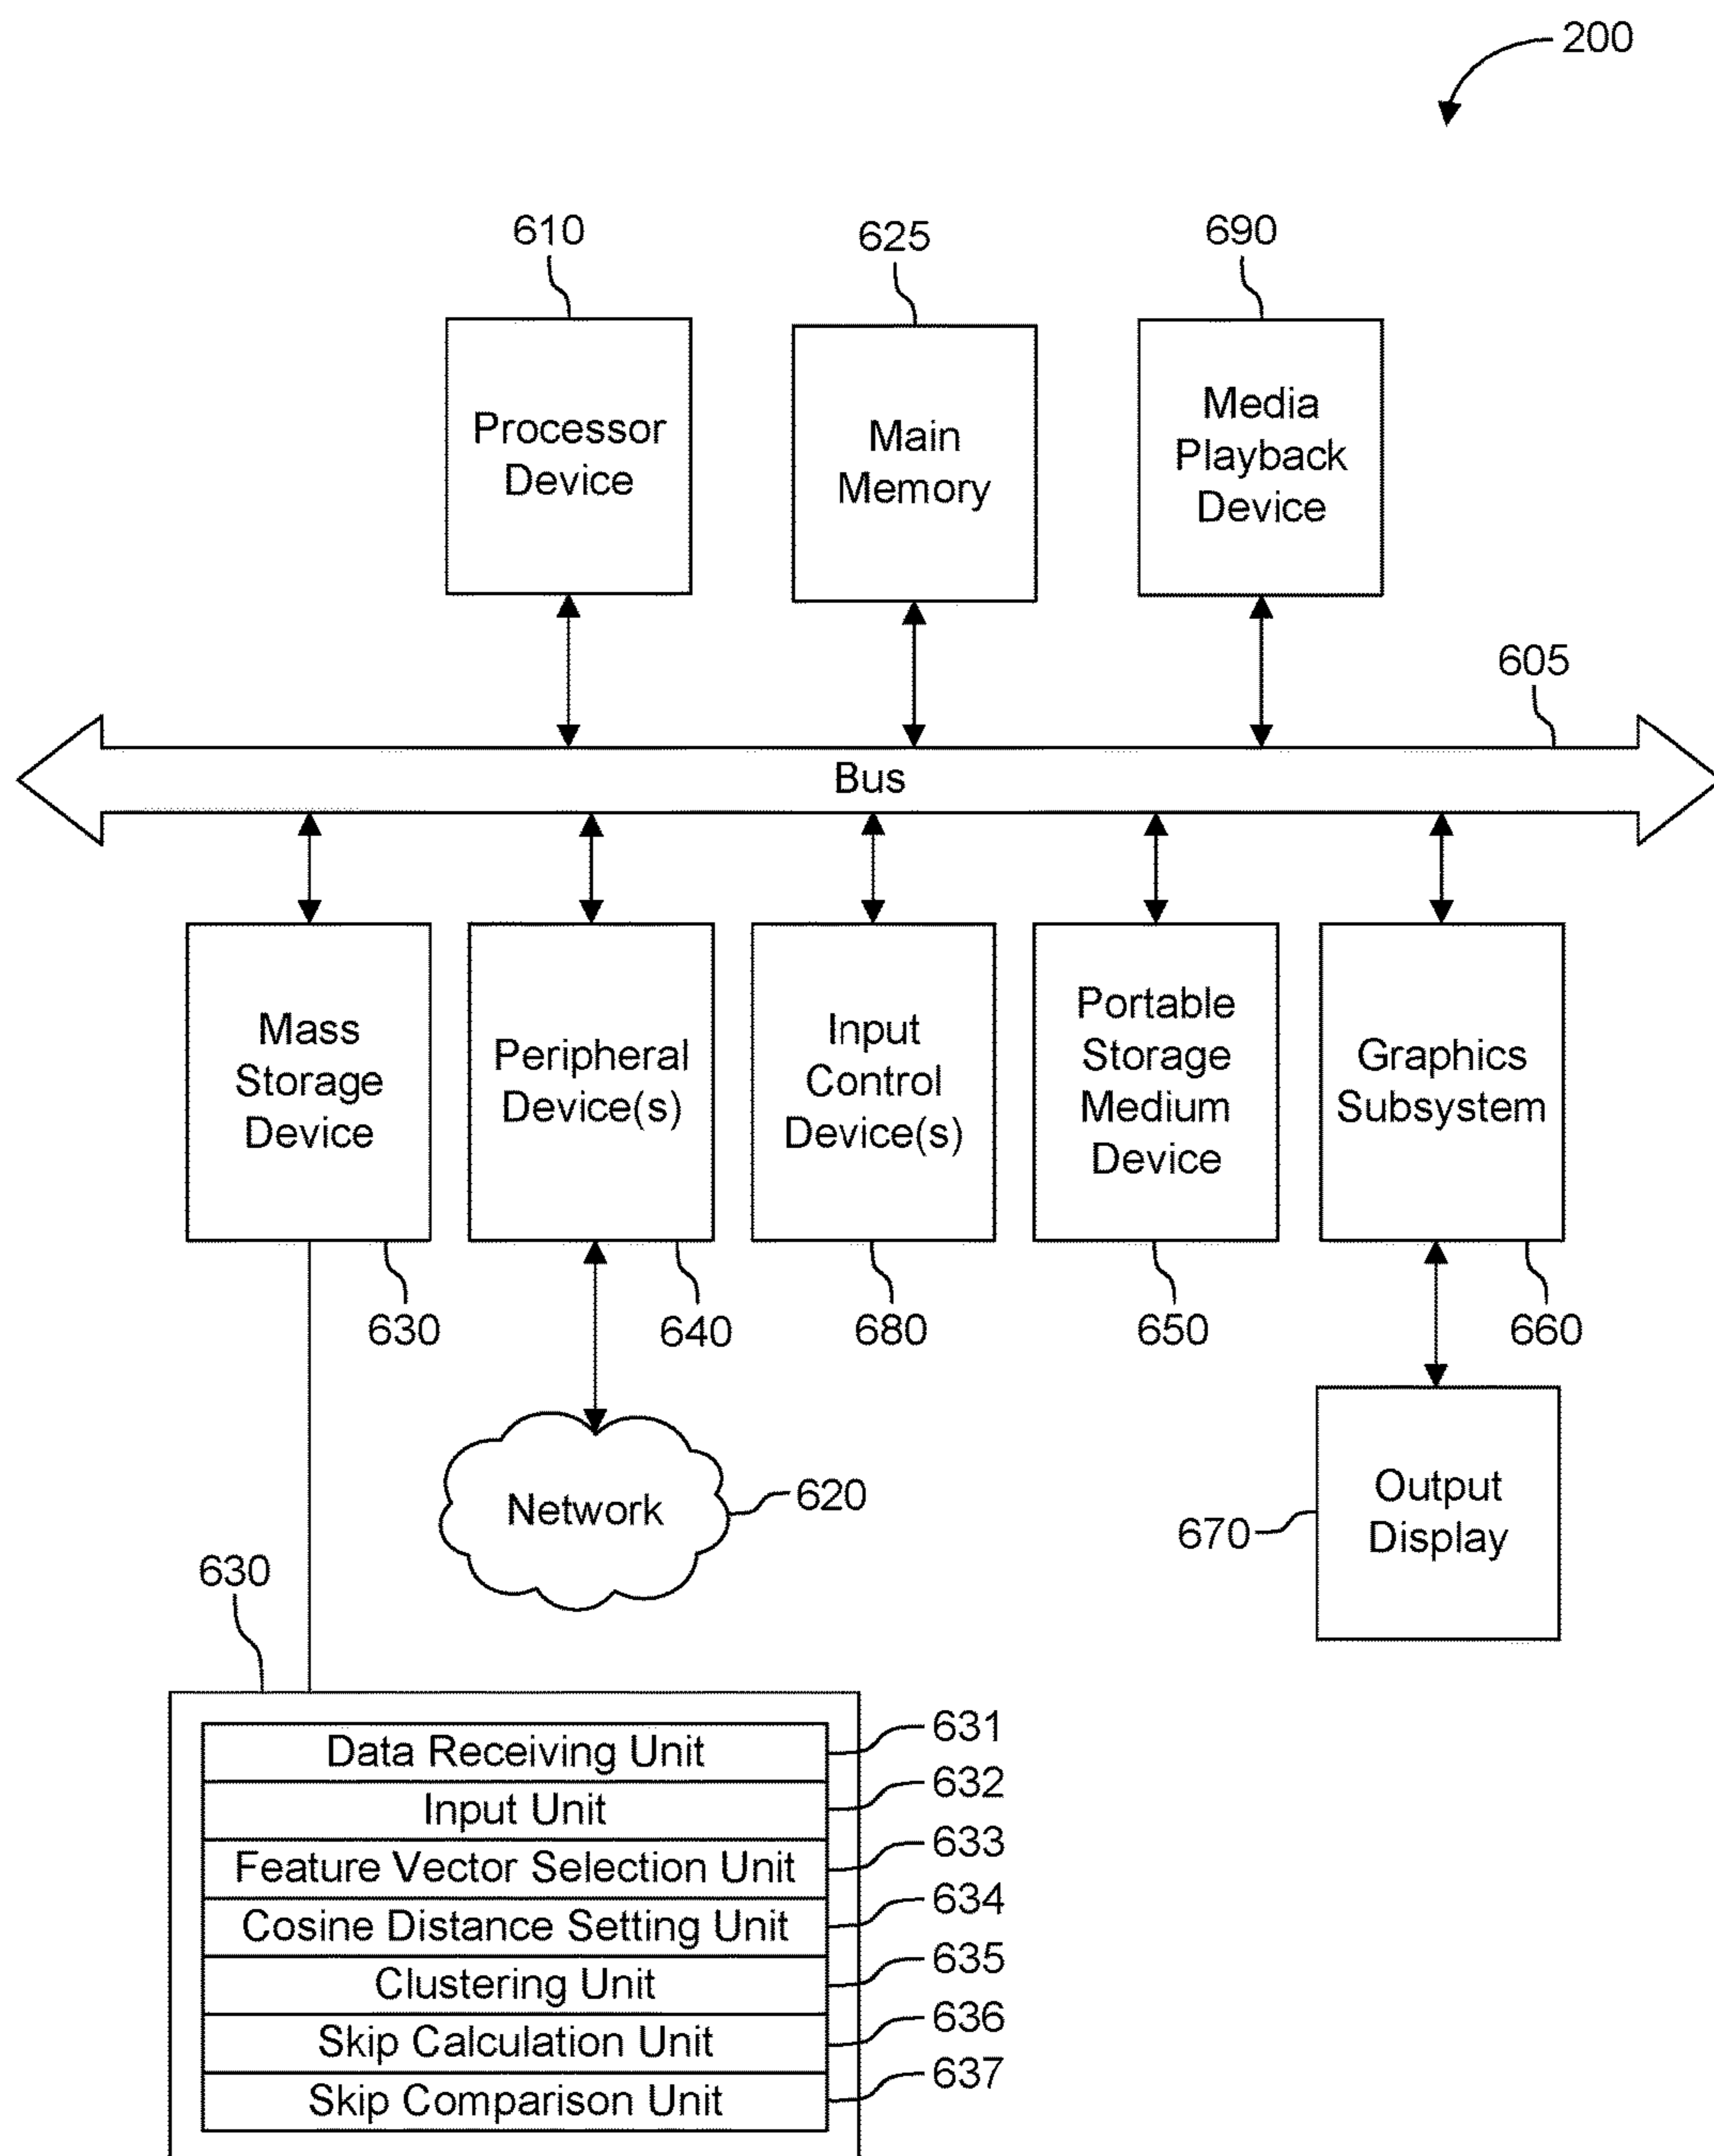 200
610
625
690
Processor
Device
Main
Memory
Media
Playback
Device
605
Bus
Mass
Storage
Device
Peripheral
Device(s)
Input
Control
Device(s)
Portable
Storage
Medium
Device
Graphics
Subsystem
630
640
680
650
660
Network
620
Output
Display
670
630
Data Receiving Unit
631
Input Unit
632
Feature Vector Selection Unit
633
Cosine Distance Setting Unit
634
Clustering Unit
635
Skip Calculation Unit
636
Skip Comparison Unit
637